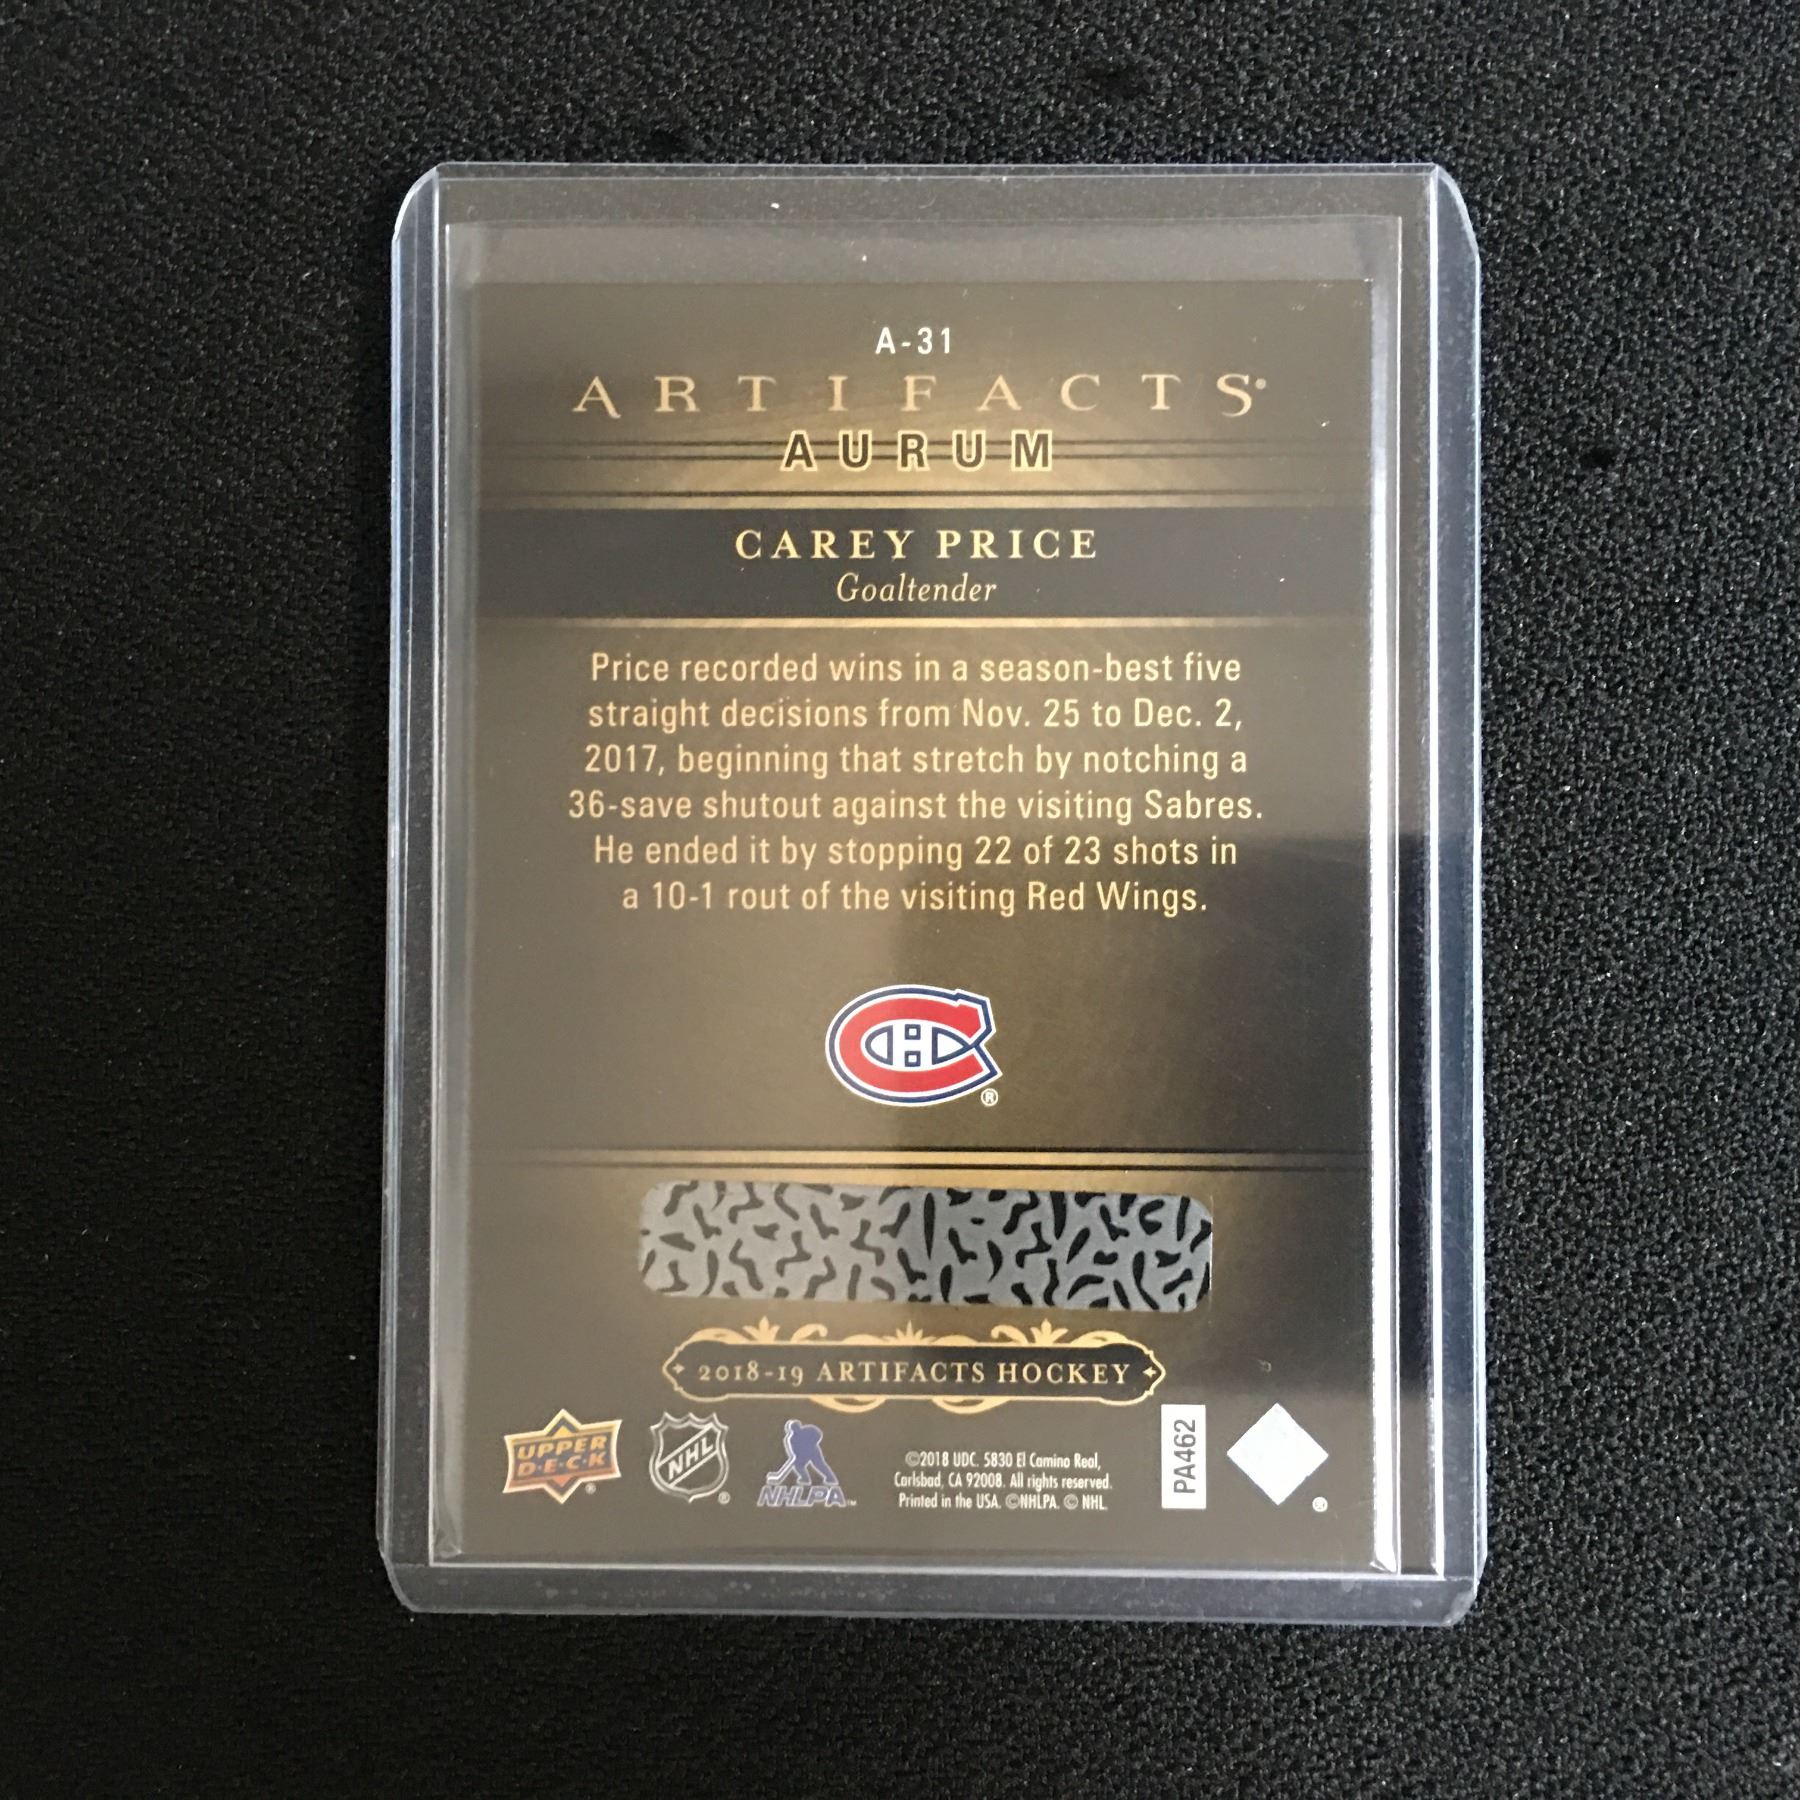 A-31
ARTIFACTS®
AURUM
CAREY PRICE
Goaltender
Price recorded wins in a season-best five
straight decisions from Nov. 25 to Dec. 2,
2017, beginning that stretch by notching a
36-save shutout against the visiting Sabres.
He ended it by stopping 22 of 23 shots in
a 10-1 rout of the visiting Red Wings.
CH ®
2018-19 ARTIFACTS HOCKEY
UPPER
D·E·C·K ®
NHL ®
NHLPA™
©2018 UDC. 5830 El Camino Real,
Carlsbad, CA 92008. All rights reserved.
Printed in the USA. ©NHLPA. © NHL.
PA462
®